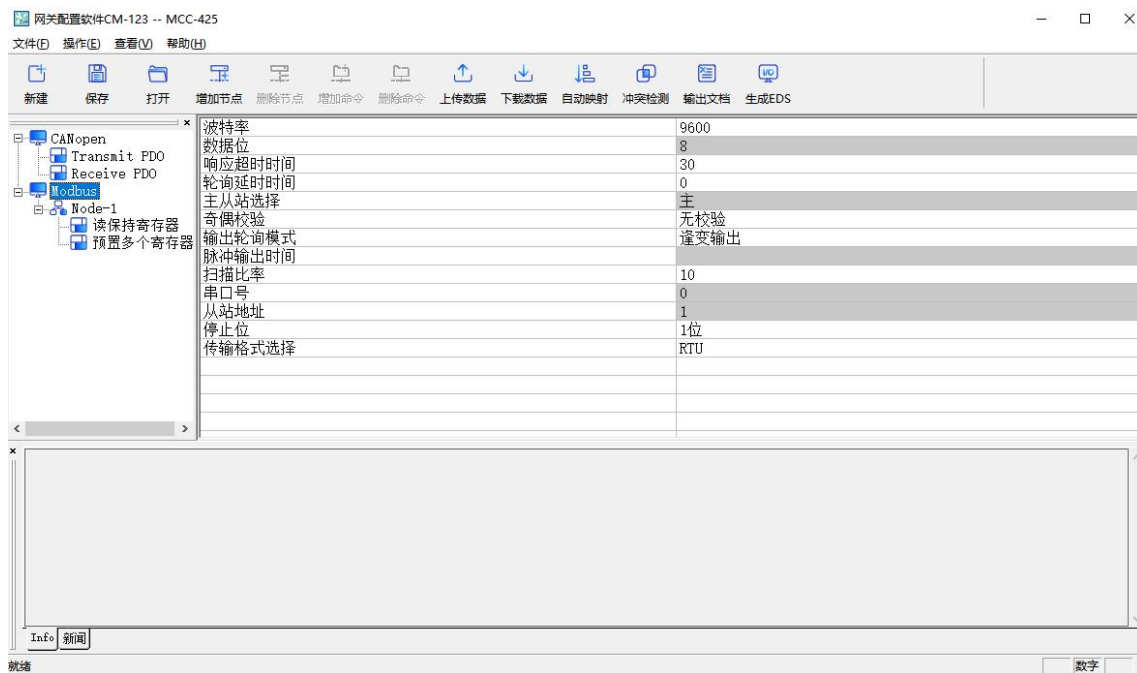 网关配置软件CM-123 -- MCC-425
文件(F) 操作(E) 查看(V) 帮助(H)
新建 保存 打开 增加节点 删除节点 增加命令 删除命令 上传数据 下载数据 自动映射 冲突检测 输出文档 生成EDS
CANopen
Transmit PDO
Receive PDO
Modbus
Node-1
读保持寄存器
预置多个寄存器
波特率 9600
数据位 8
响应超时时间 30
轮询延时时间 0
主从站选择 主
奇偶校验 无校验
输出轮询模式 逢变输出
脉冲输出时间
扫描比率 10
串口号 0
从站地址 1
停止位 1位
传输格式选择 RTU
Info 新闻
就绪 数字